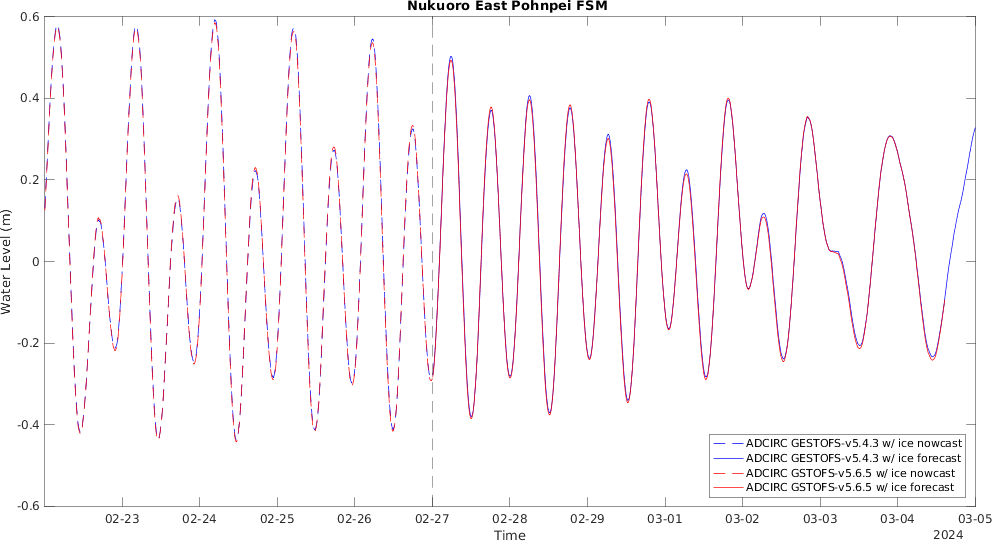 Nukuoro East Pohnpei FSM
0.6
0.4
0.2
0
-0.2
-0.4
-0.6
Water Level (m)
ADCIRC GESTOFS-v5.4.3 w/ ice nowcast
ADCIRC GESTOFS-v5.4.3 w/ ice forecast
ADCIRC GSTOFS-v5.6.5 w/ ice nowcast
ADCIRC GSTOFS-v5.6.5 w/ ice forecast
02-23 02-24 02-25 02-26 02-27 02-28 02-29 03-01 03-02 03-03 03-04 03-05
Time
2024